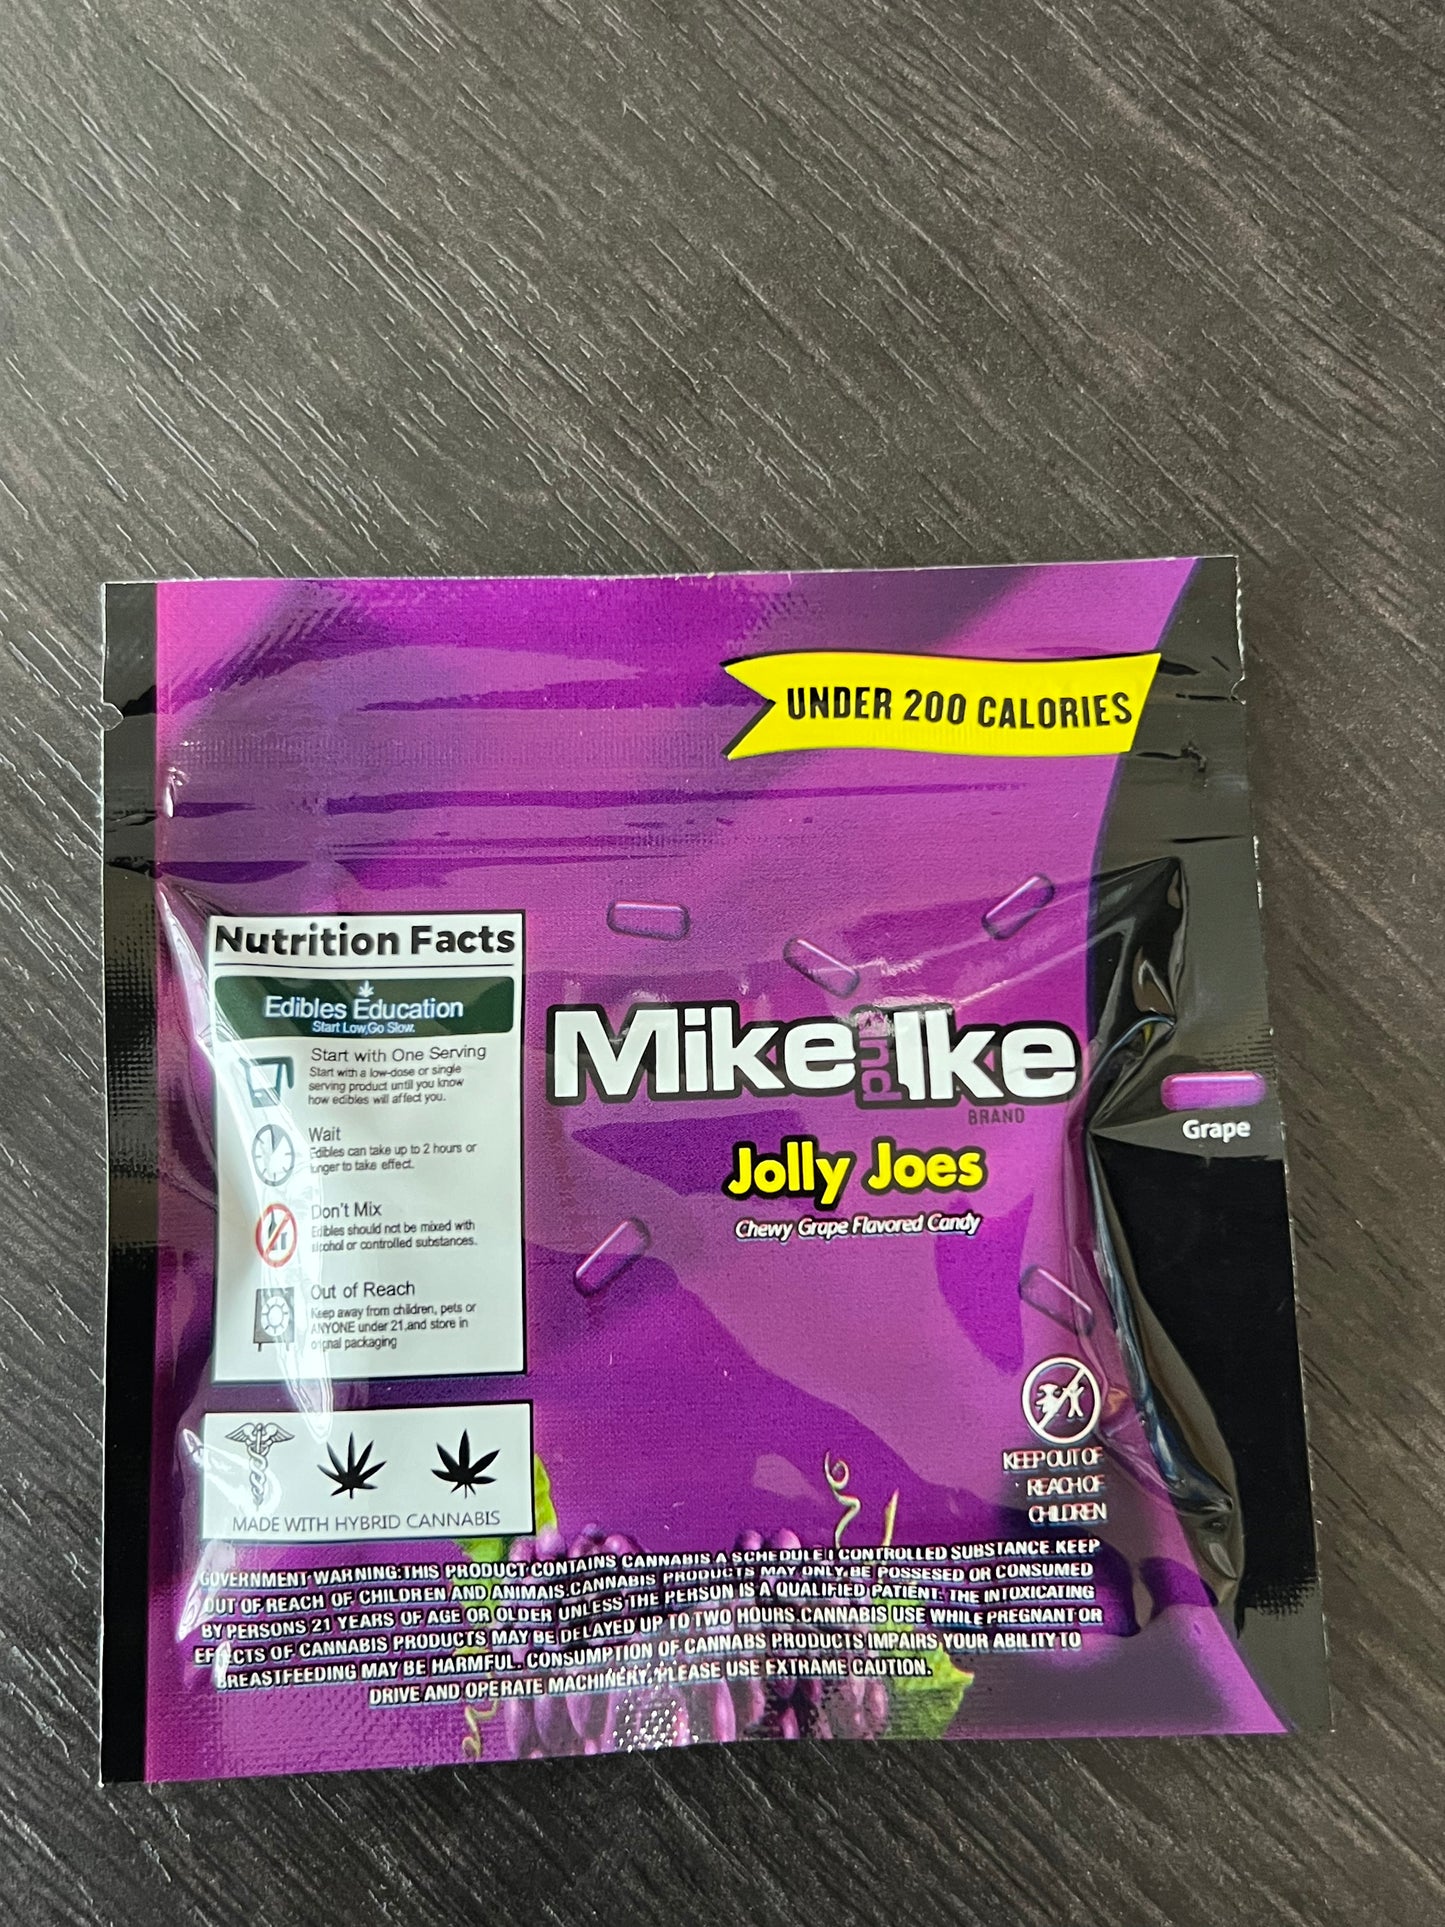 UNDER 200 CALORIES
Nutrition Facts
Edibles Education
Start Low,Go Slow.
Start with One Serving
Start with a low-dose or single
serving product until you know
how edibles will affect you.
Wait
Edibles can take up to 2 hours or
longer to take effect.
Don't Mix
Edibles should not be mixed with
alcohol or controlled substances.
Out of Reach
Keep away from children, pets or
ANYONE under 21,and store in
original packaging
MADE WITH HYBRID CANNABIS
Mike and Ike
BRAND
Jolly Joes
Chewy Grape Flavored Candy
Grape
KEEP OUT OF
REACH OF
CHILDREN
GOVERNMENT WARNING:THIS PRODUCT CONTAINS CANNABIS A SCHEDULE I CONTROLLED SUBSTANCE.KEEP
OUT OF REACH OF CHILDREN AND ANIMAIS.CANNABIS PRODUCTS MAY ONLY BE POSSESED OR CONSUMED
BY PERSONS 21 YEARS OF AGE OR OLDER UNLESS THE PERSON IS A QUALIFIED PATIENT. THE INTOXICATING
EFFECTS OF CANNABIS PRODUCTS MAY BE DELAYED UP TO TWO HOURS.CANNABIS USE WHILE PREGNANT OR
BREASTFEEDING MAY BE HARMFUL. CONSUMPTION OF CANNABS PRODUCTS IMPAIRS YOUR ABILITY TO
DRIVE AND OPERATE MACHINERY. PLEASE USE EXTRAME CAUTION.